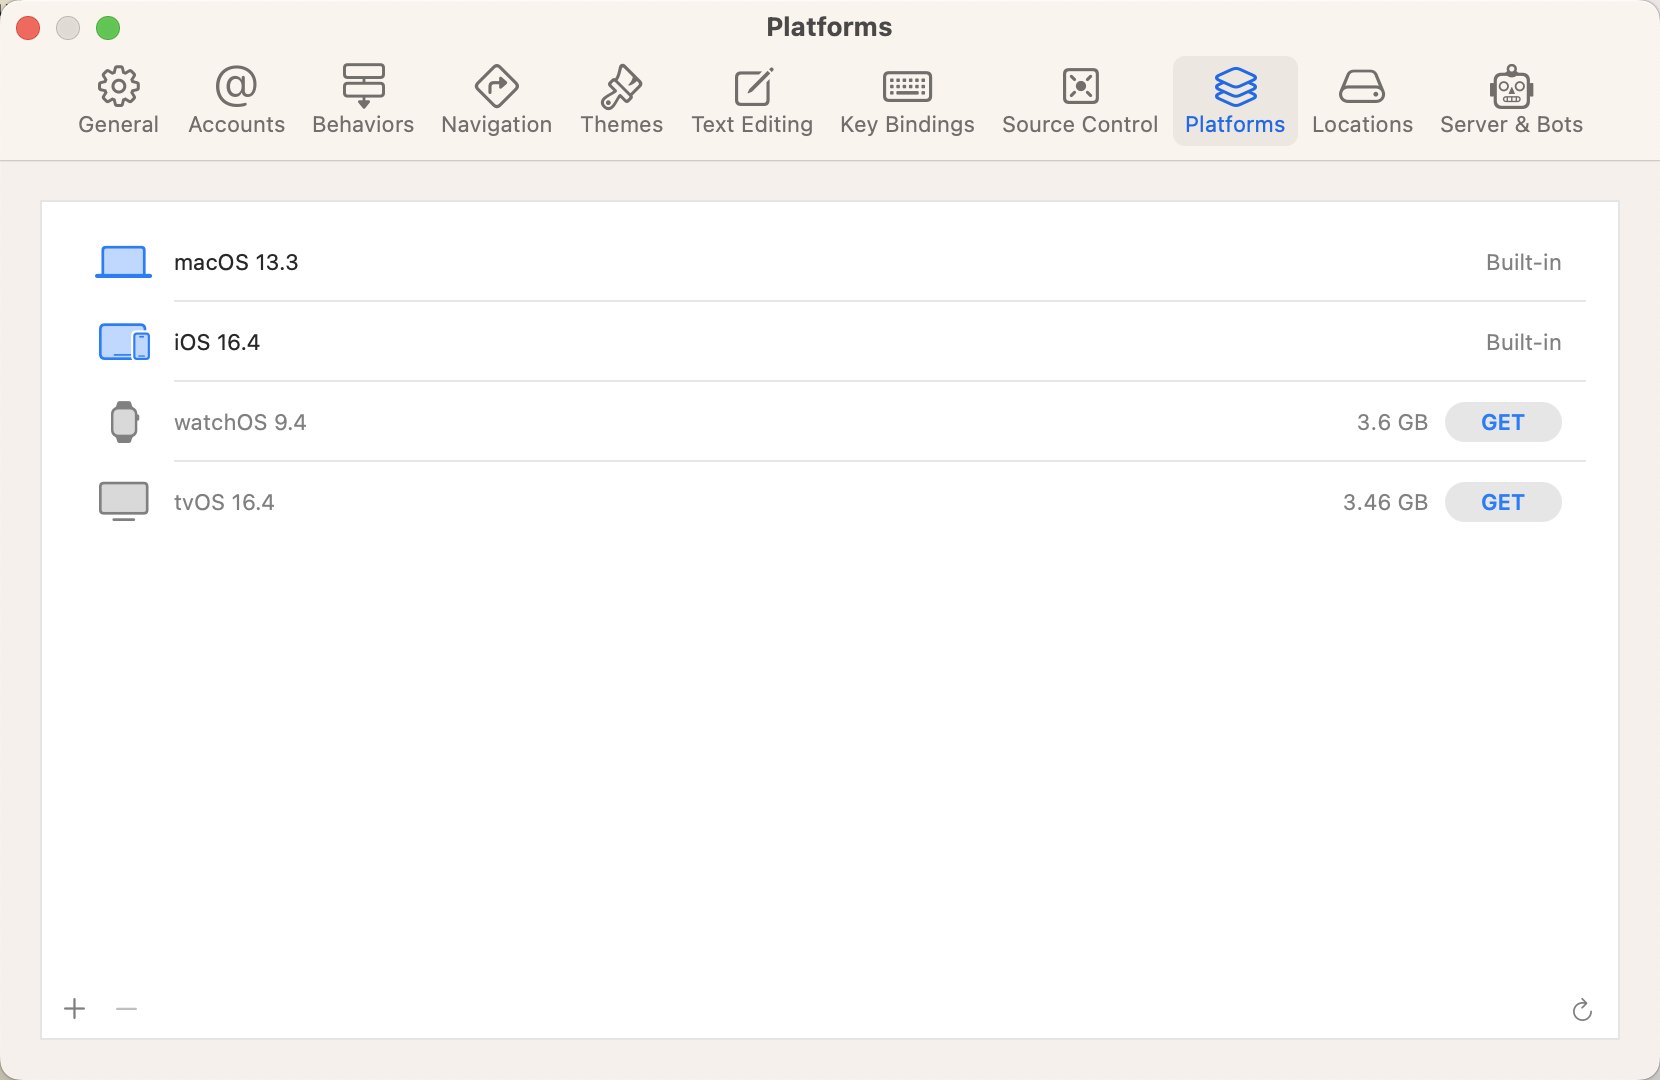 Platforms
General Accounts Behaviors Navigation Themes Text Editing Key Bindings Source Control Platforms Locations Server & Bots
macOS 13.3 Built-in
iOS 16.4 Built-in
watchOS 9.4 3.6 GB GET
tvOS 16.4 3.46 GB GET